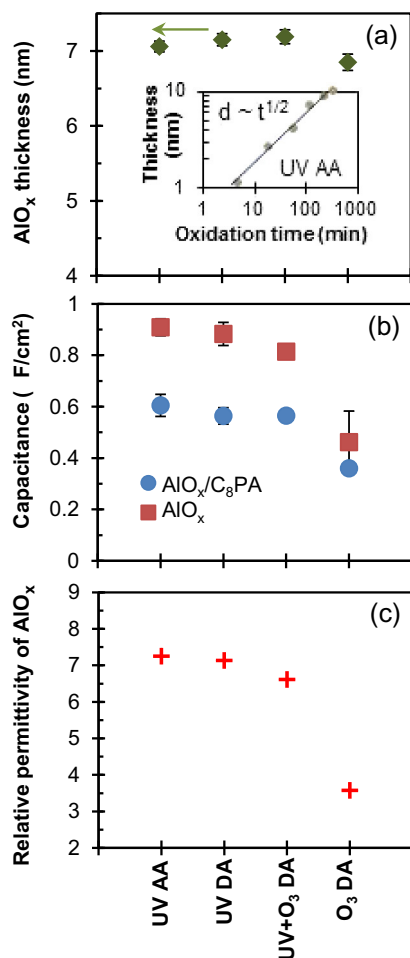 (a)
AlOₓ thickness (nm)
7
6
5
4
Thickness
(nm)
10
1
d ~ t^1/2
UV AA
1
10
100
1000
Oxidation time (min)
(b)
Capacitance ( F/cm²)
1
0.8
0.6
0.4
0.2
0
AlOₓ/C₈PA
AlOₓ
(c)
Relative permittivity of AlOₓ
9
8
7
6
5
4
3
2
UV AA
UV DA
UV+O₃ DA
O₃ DA